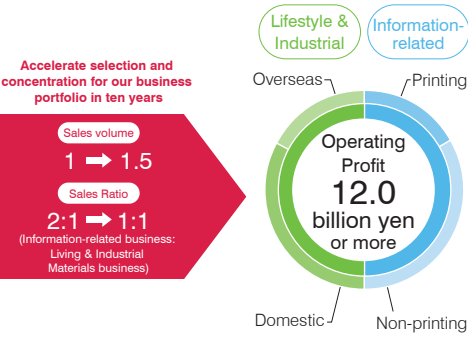 Accelerate selection and
concentration for our business
portfolio in ten years
Sales volume
1 → 1.5
Sales Ratio
2:1 → 1:1
(Information-related business:
Living & Industrial
Materials business)
Lifestyle &
Industrial
Information-
related
Overseas
Printing
Operating
Profit
12.0
billion yen
or more
Domestic
Non-printing